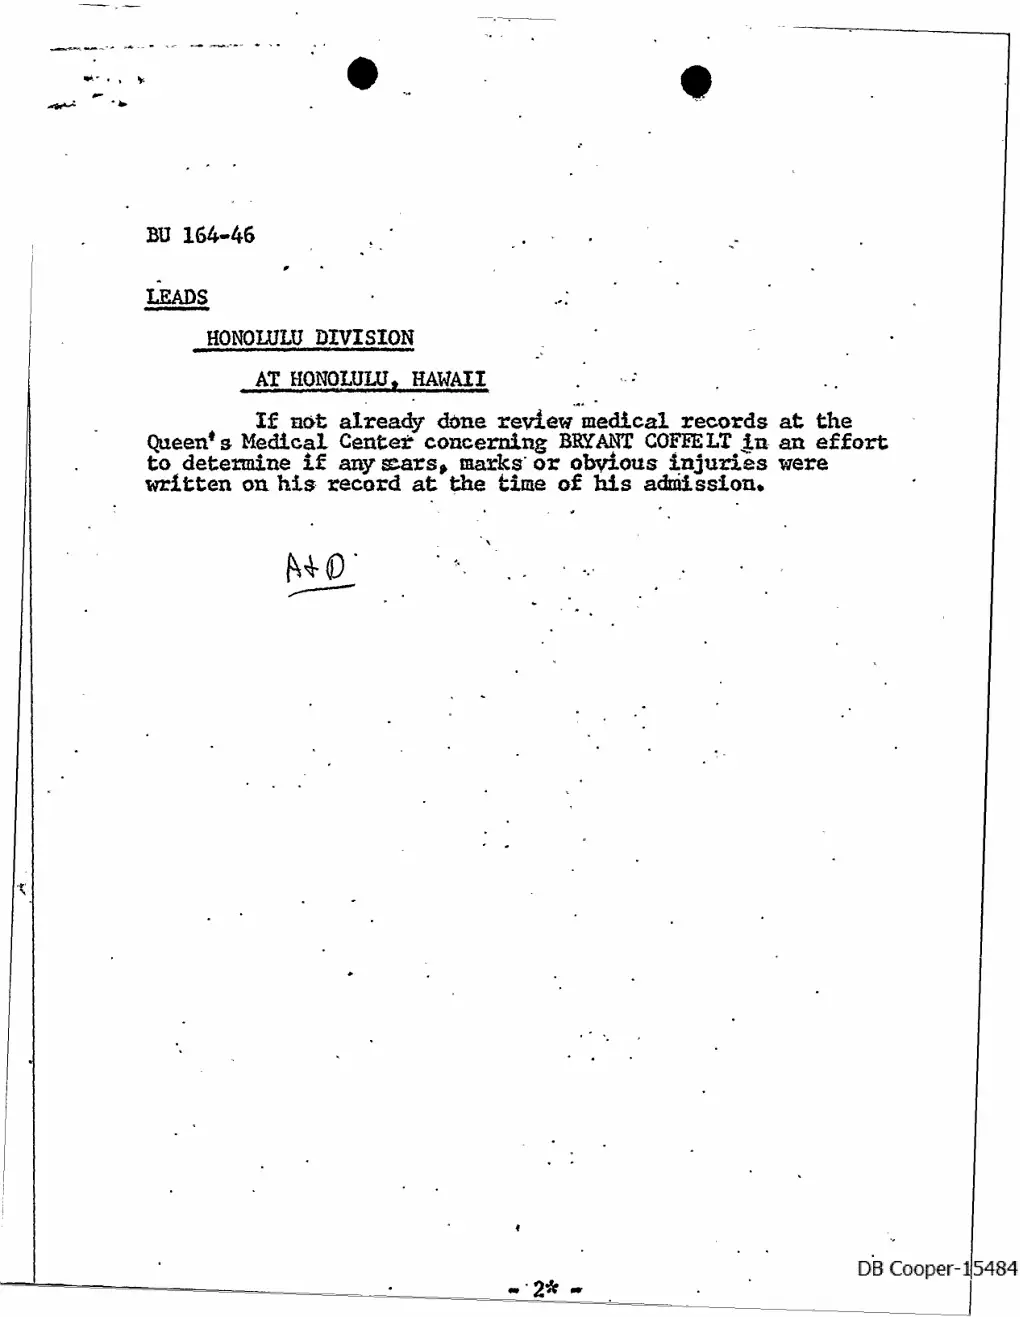 BU 164-46
LEADS
HONOLULU DIVISION
AT HONOLULU, HAWAII
If not already done review medical records at the
Queen's Medical Center concerning BRYANT COFFELT in an effort
to determine if any scars, marks or obvious injuries were
written on his record at the time of his admission.
A+D
DB Cooper-15484
- 2* -